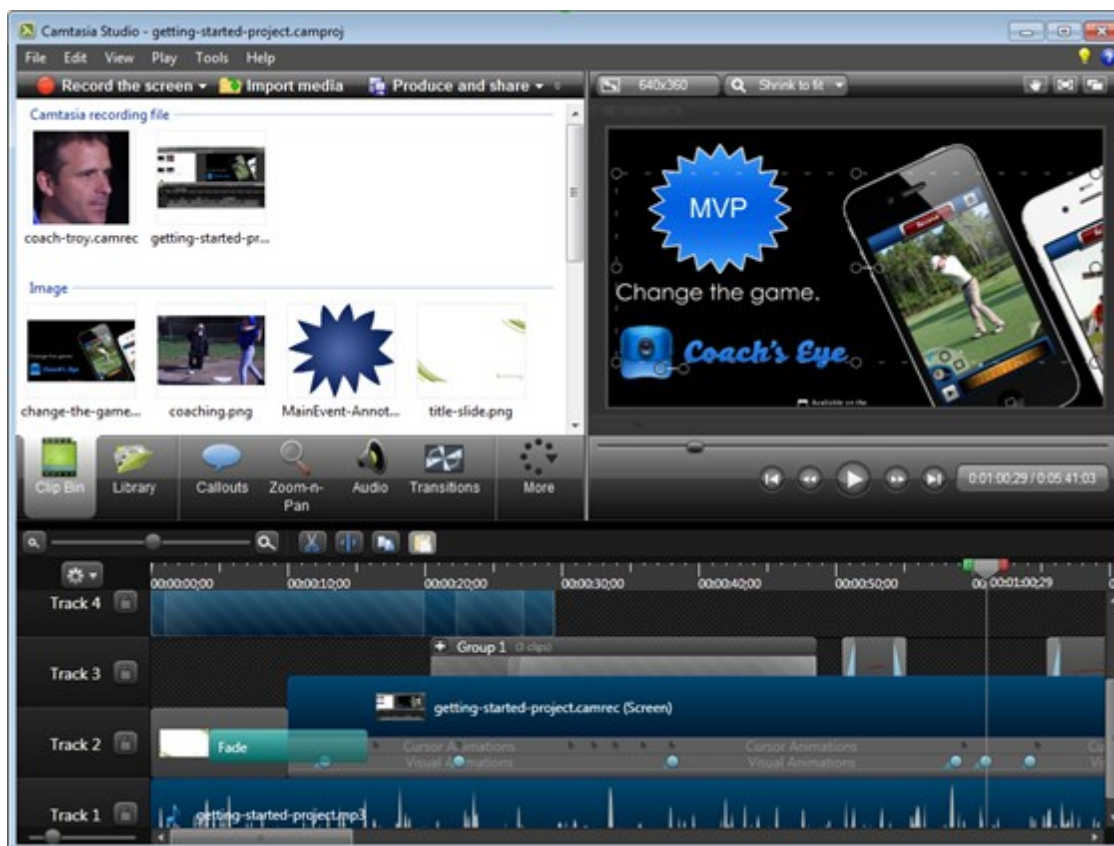 Camtasia Studio - getting-started-project.camproj
File Edit View Play Tools Help
Record the screen Import media Produce and share
640x360 Shrink to fit
Camtasia recording file
coach-troy.camrec getting-started-pr...
Image
change-the-game... coaching.png MainEvent-Annot... title-slide.png
MVP
Change the game.
Coach's Eye
Available on the
Clip Bin Library Callouts Zoom-n-Pan Audio Transitions More
0:01:00;29 / 0:05:41;03
00:00:00;00 00:00:10;00 00:00:20;00 00:00:30;00 00:00:40;00 00:00:50;00 00:01:00;29
Track 4
Group 1 (3 clips)
Track 3
getting-started-project.camrec (Screen)
Track 2 Fade
Cursor Animations Cursor Animations
Visual Animations Visual Animations
Track 1 getting-started-project.mp3